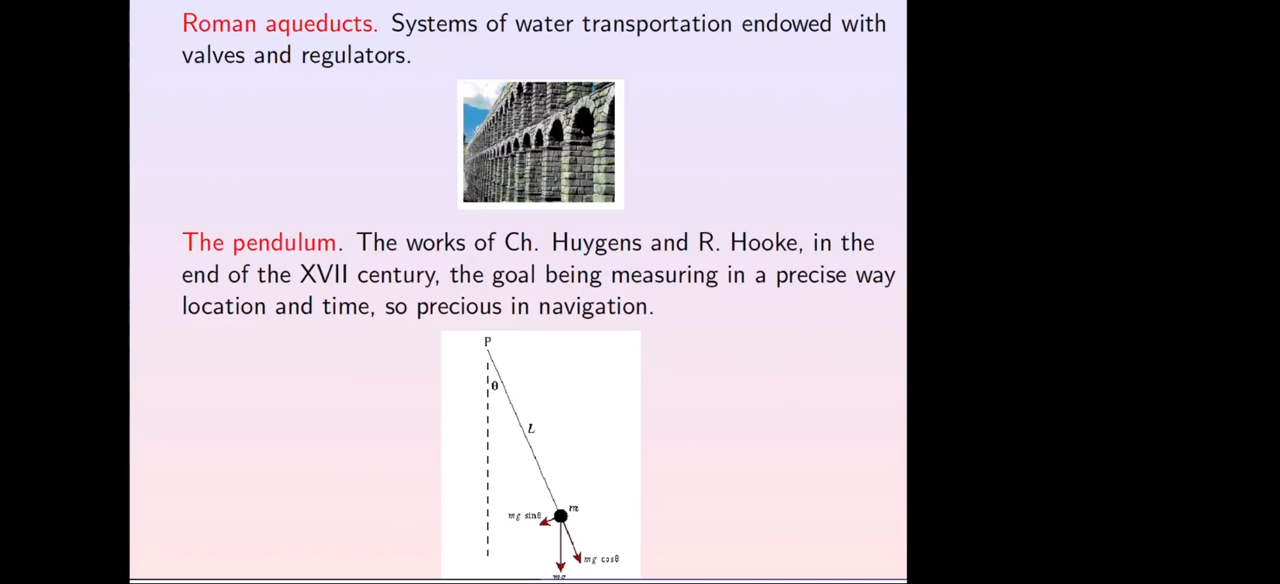 Roman aqueducts. Systems of water transportation endowed with
valves and regulators.
The pendulum. The works of Ch. Huygens and R. Hooke, in the
end of the XVII century, the goal being measuring in a precise way
location and time, so precious in navigation.
P
θ
L
m
mg sinθ
mg cosθ
mg